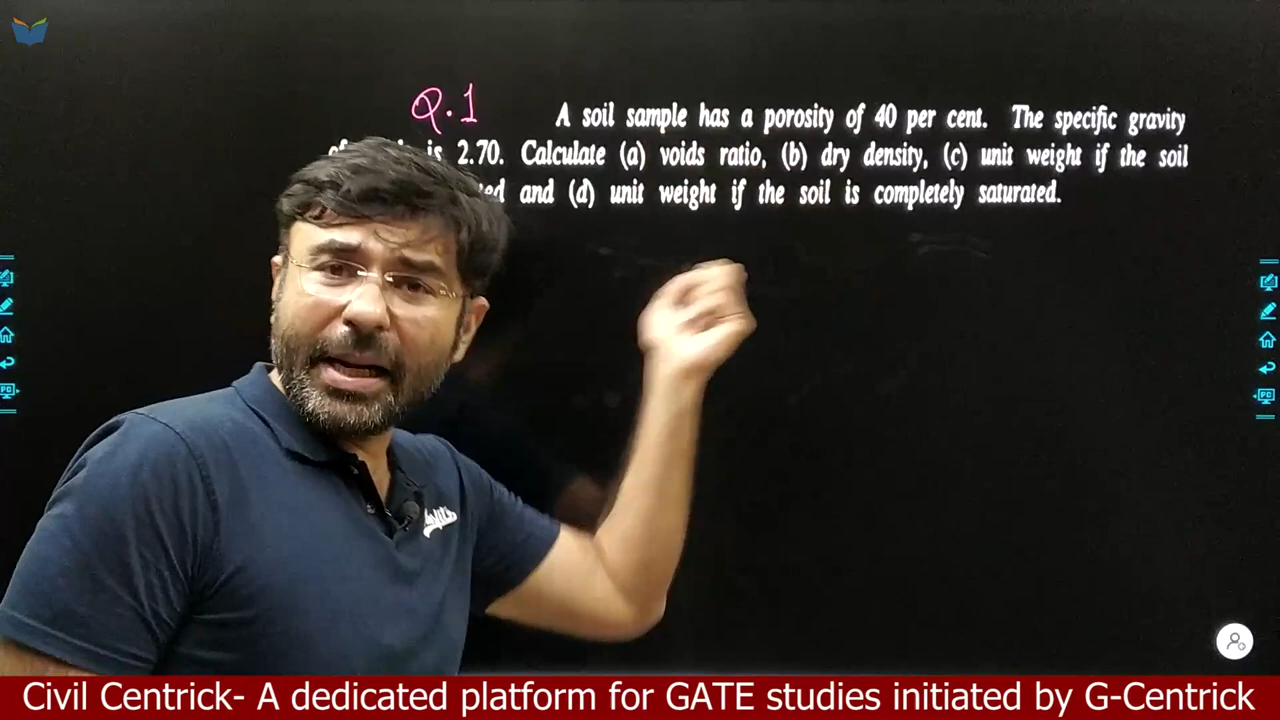 Q.1 A soil sample has a porosity of 40 per cent. The specific gravity
is 2.70. Calculate (a) voids ratio, (b) dry density, (c) unit weight if the soil
and (d) unit weight if the soil is completely saturated.
Civil Centrick- A dedicated platform for GATE studies initiated by G-Centrick